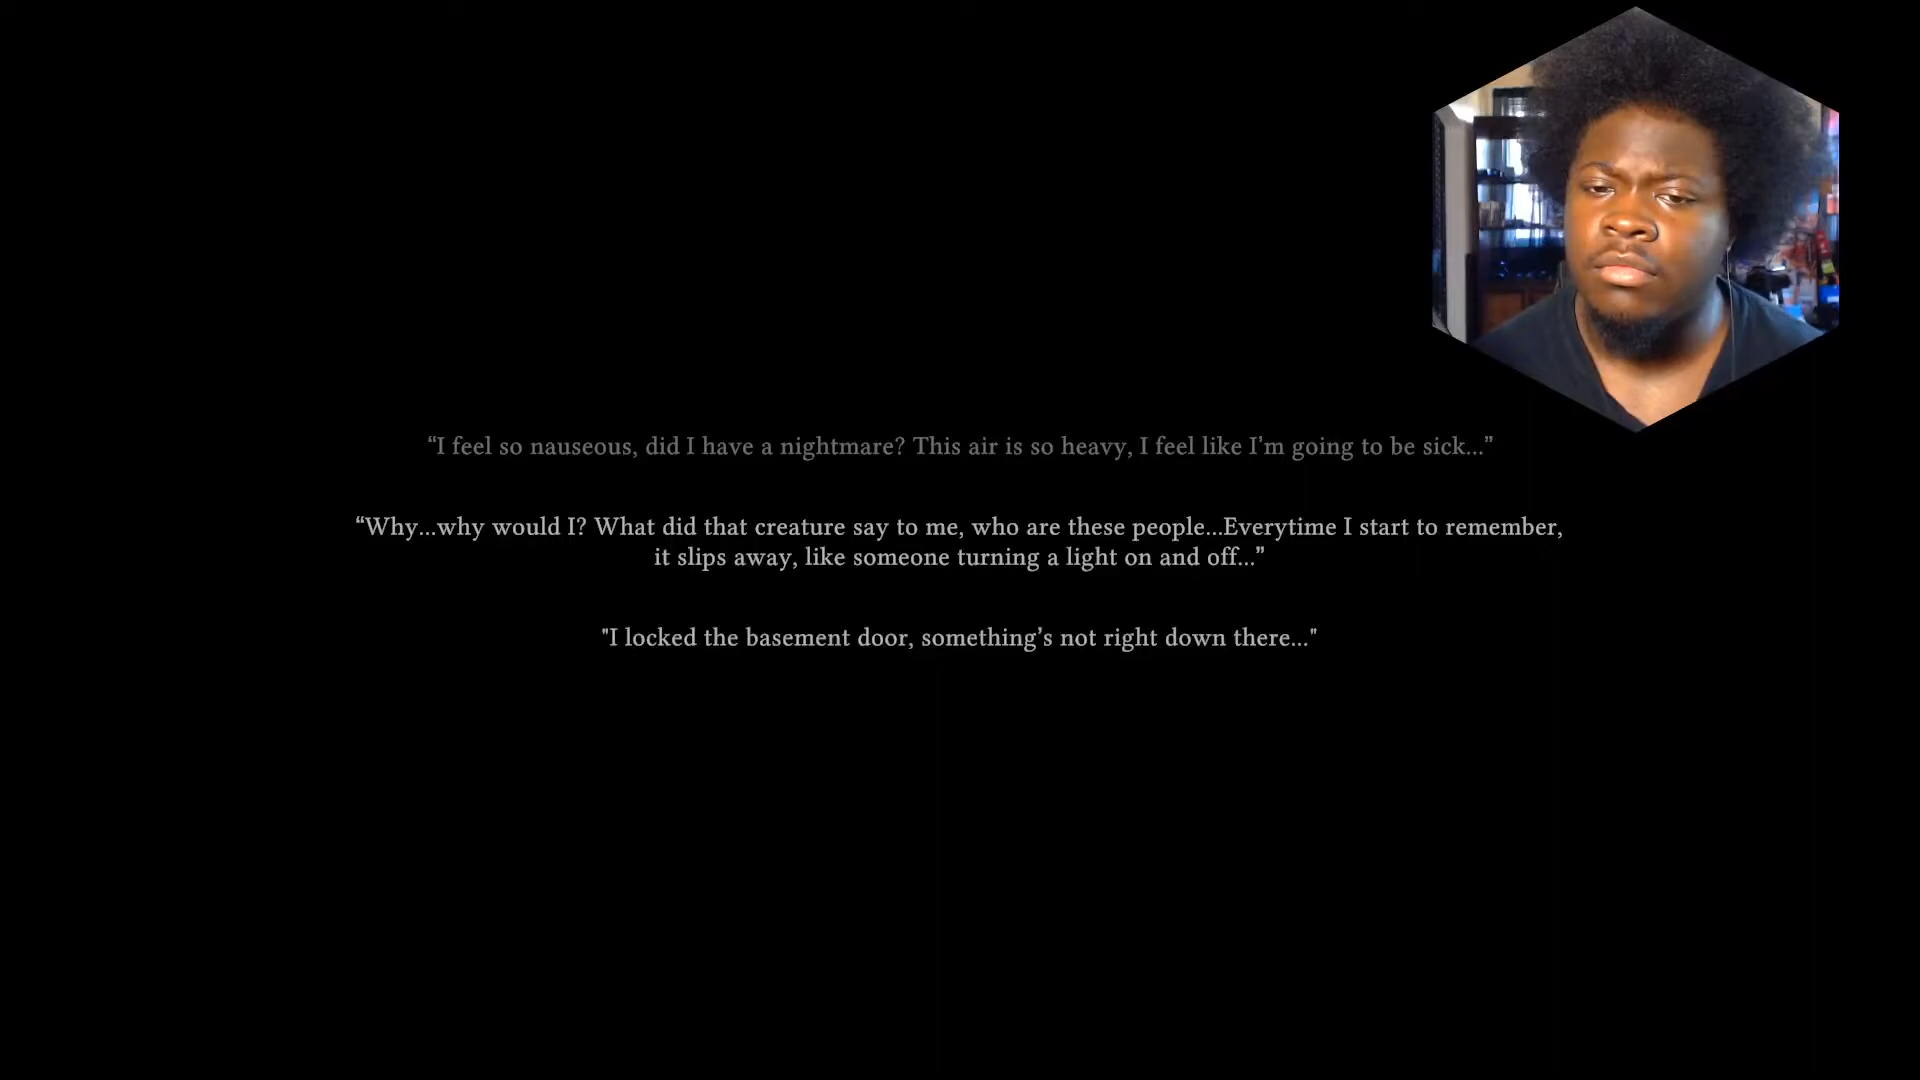 “I feel so nauseous, did I have a nightmare? This air is so heavy, I feel like I’m going to be sick...”
“Why...why would I? What did that creature say to me, who are these people...Everytime I start to remember,
it slips away, like someone turning a light on and off...”
"I locked the basement door, something’s not right down there..."